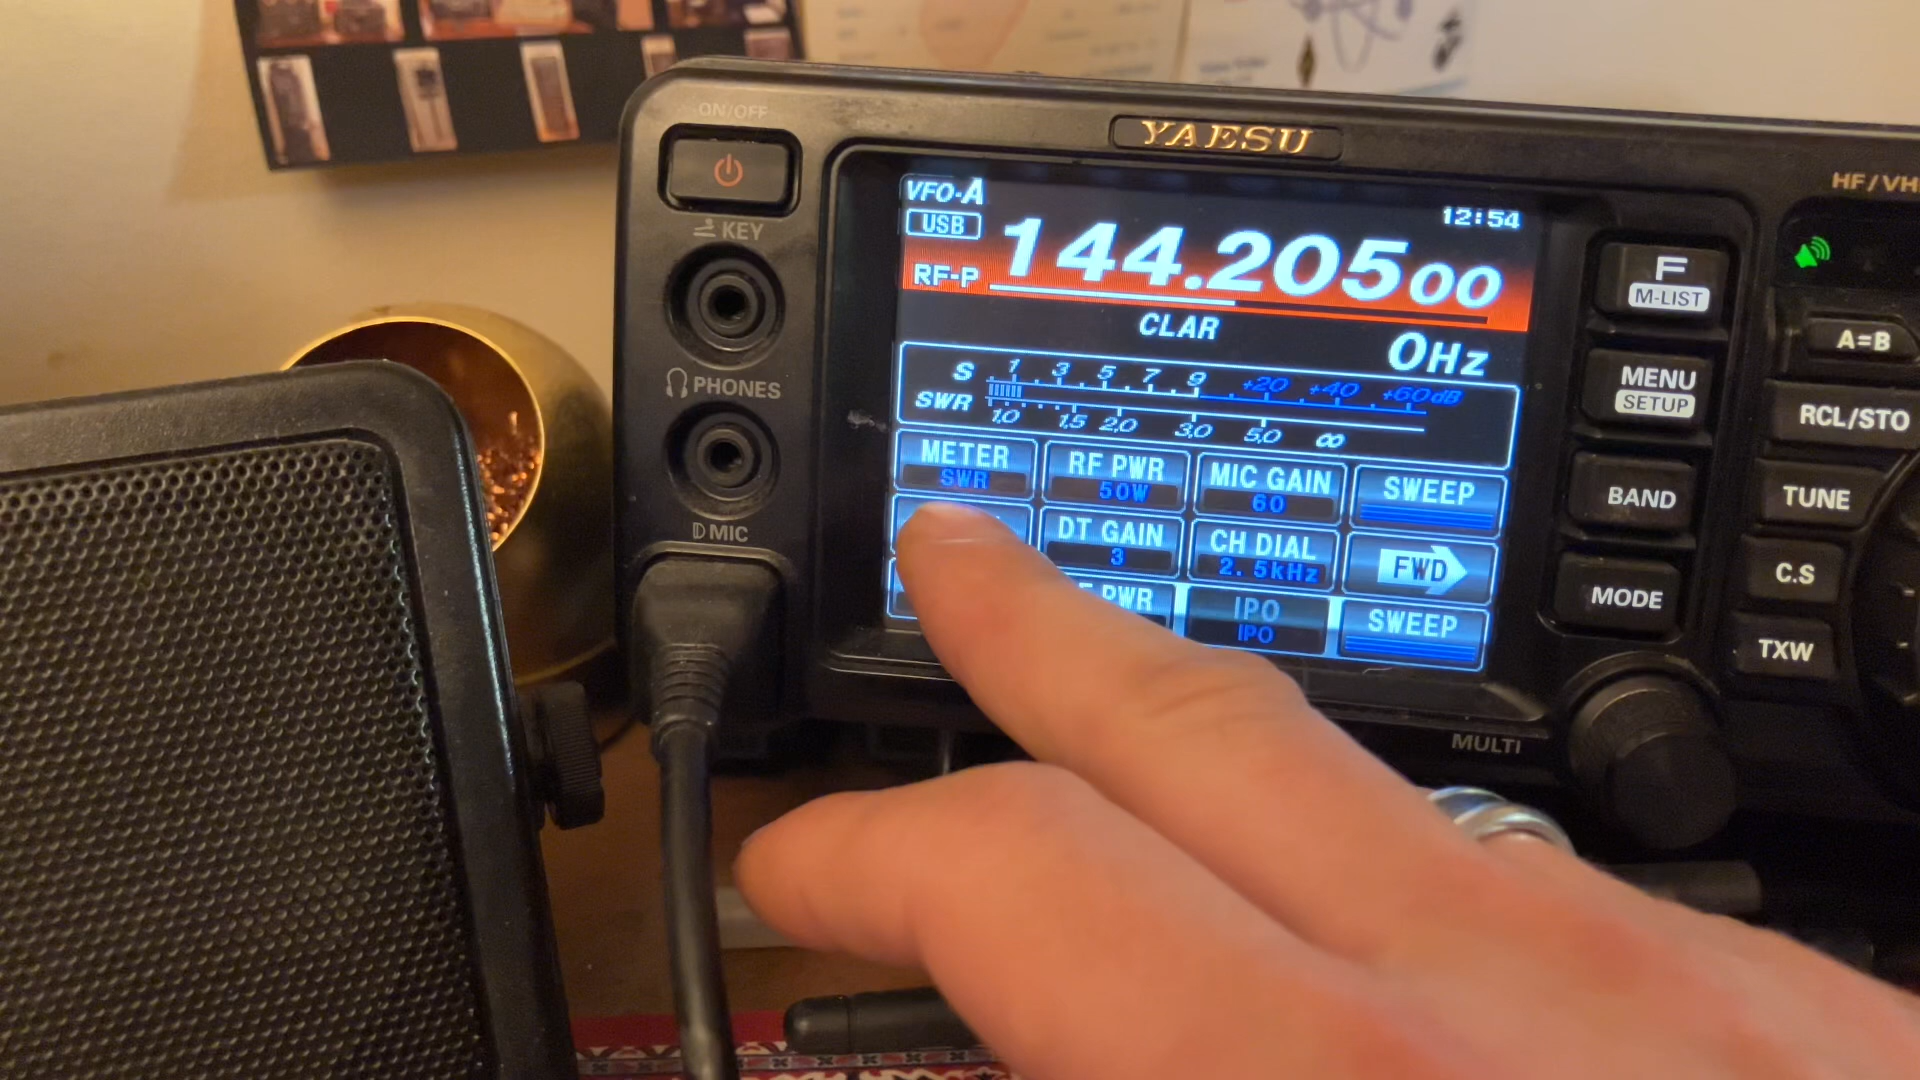 ON/OFF
YAESU
HF/VH
KEY
PHONES
MIC
VFO-A
USB
12:54
144.205 00
RF-P
CLAR
0Hz
S 1 3 5 7 9 +20 +40 +60dB
SWR 1.0 1.5 2.0 3.0 5.0 ∞
METER
SWR
RF PWR
50W
MIC GAIN
60
SWEEP
DT GAIN
3
CH DIAL
2.5kHz
FWD
PWR
IPO
IPO
SWEEP
F
M-LIST
MENU
SETUP
BAND
MODE
MULTI
A=B
RCL/STO
TUNE
C.S
TXW